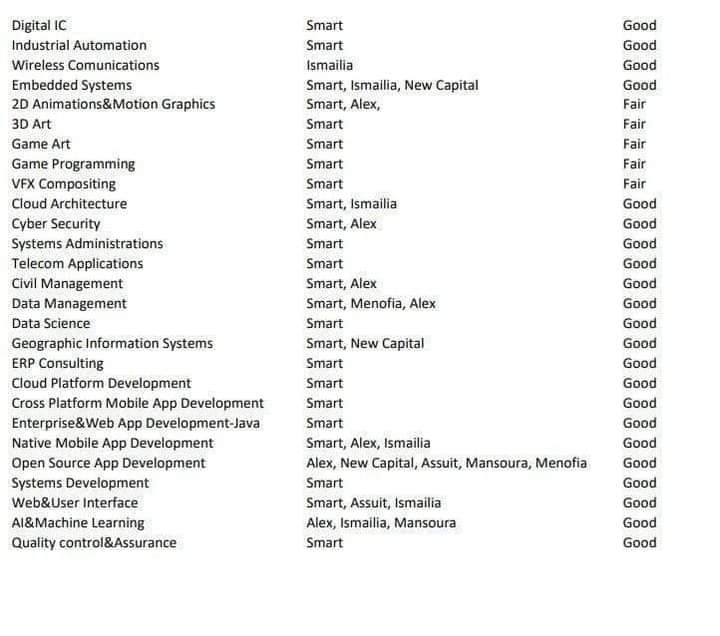 Digital IC Smart Good
Industrial Automation Smart Good
Wireless Comunications Ismailia Good
Embedded Systems Smart, Ismailia, New Capital Good
2D Animations&Motion Graphics Smart, Alex, Fair
3D Art Smart Fair
Game Art Smart Fair
Game Programming Smart Fair
VFX Compositing Smart Fair
Cloud Architecture Smart, Ismailia Good
Cyber Security Smart, Alex Good
Systems Administrations Smart Good
Telecom Applications Smart Good
Civil Management Smart, Alex Good
Data Management Smart, Menofia, Alex Good
Data Science Smart Good
Geographic Information Systems Smart, New Capital Good
ERP Consulting Smart Good
Cloud Platform Development Smart Good
Cross Platform Mobile App Development Smart Good
Enterprise&Web App Development-Java Smart Good
Native Mobile App Development Smart, Alex, Ismailia Good
Open Source App Development Alex, New Capital, Assuit, Mansoura, Menofia Good
Systems Development Smart Good
Web&User Interface Smart, Assuit, Ismailia Good
AI&Machine Learning Alex, Ismailia, Mansoura Good
Quality control&Assurance Smart Good